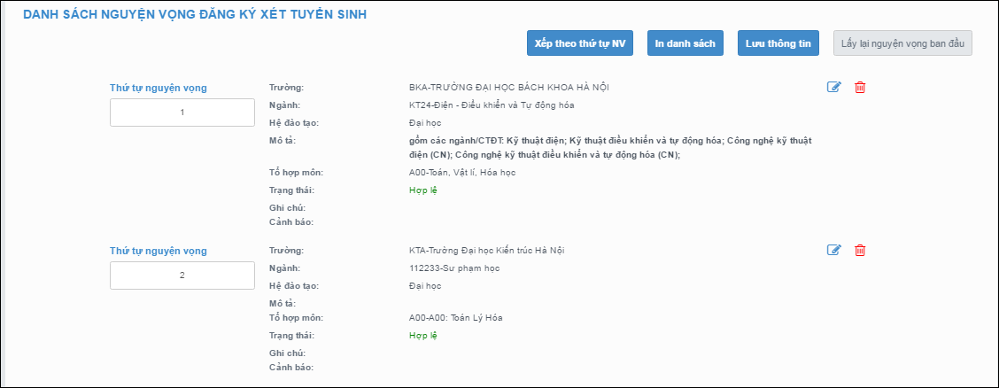 DANH SÁCH NGUYỆN VỌNG ĐĂNG KÝ XÉT TUYỂN SINH
Xếp theo thứ tự NV In danh sách Lưu thông tin Lấy lại nguyện vọng ban đầu
Thứ tự nguyện vọng
1
Trường: BKA-TRƯỜNG ĐẠI HỌC BÁCH KHOA HÀ NỘI
Ngành: KT24-Điện - Điều khiển và Tự động hóa
Hệ đào tạo: Đại học
Mô tả: gồm các ngành/CTĐT: Kỹ thuật điện; Kỹ thuật điều khiển và tự động hóa; Công nghệ kỹ thuật
điện (CN); Công nghệ kỹ thuật điều khiển và tự động hóa (CN);
Tổ hợp môn: A00-Toán, Vật lí, Hóa học
Trạng thái: Hợp lệ
Ghi chú:
Cảnh báo:
Thứ tự nguyện vọng
2
Trường: KTA-Trường Đại học Kiến trúc Hà Nội
Ngành: 112233-Sư phạm học
Hệ đào tạo: Đại học
Mô tả:
Tổ hợp môn: A00-A00: Toán Lý Hóa
Trạng thái: Hợp lệ
Ghi chú:
Cảnh báo: